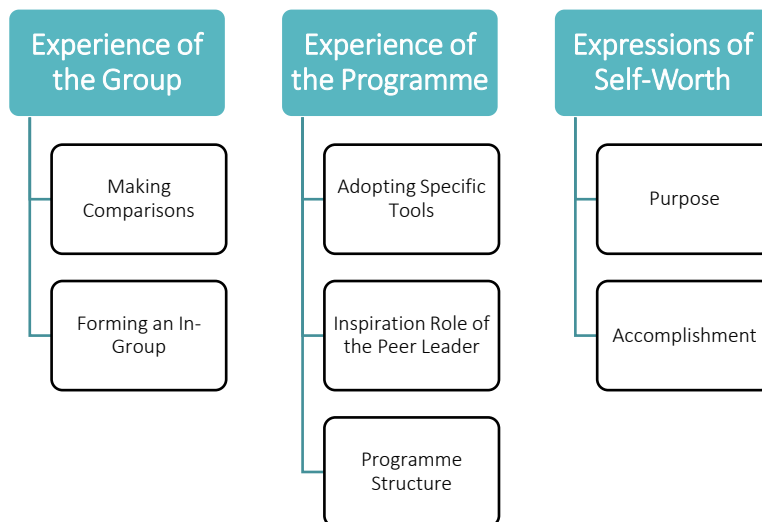 Experience of
the Group
Making
Comparisons
Forming an In-
Group
Experience of
the Programme
Adopting Specific
Tools
Inspiration Role of
the Peer Leader
Programme
Structure
Expressions of
Self-Worth
Purpose
Accomplishment